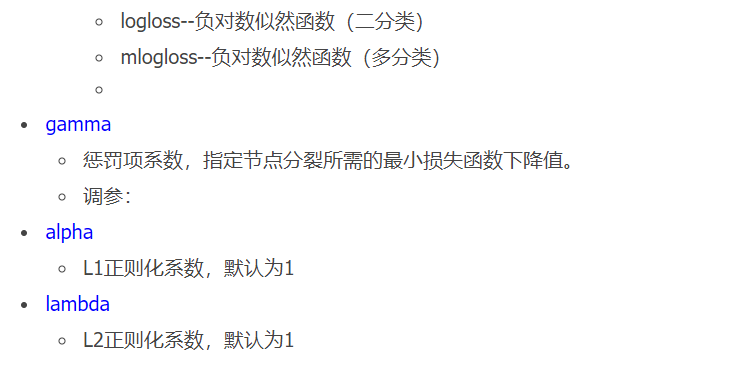 logloss--负对数似然函数（二分类）
mlogloss--负对数似然函数（多分类）
gamma
惩罚项系数，指定节点分裂所需的最小损失函数下降值。
调参：
alpha
L1正则化系数，默认为1
lambda
L2正则化系数，默认为1